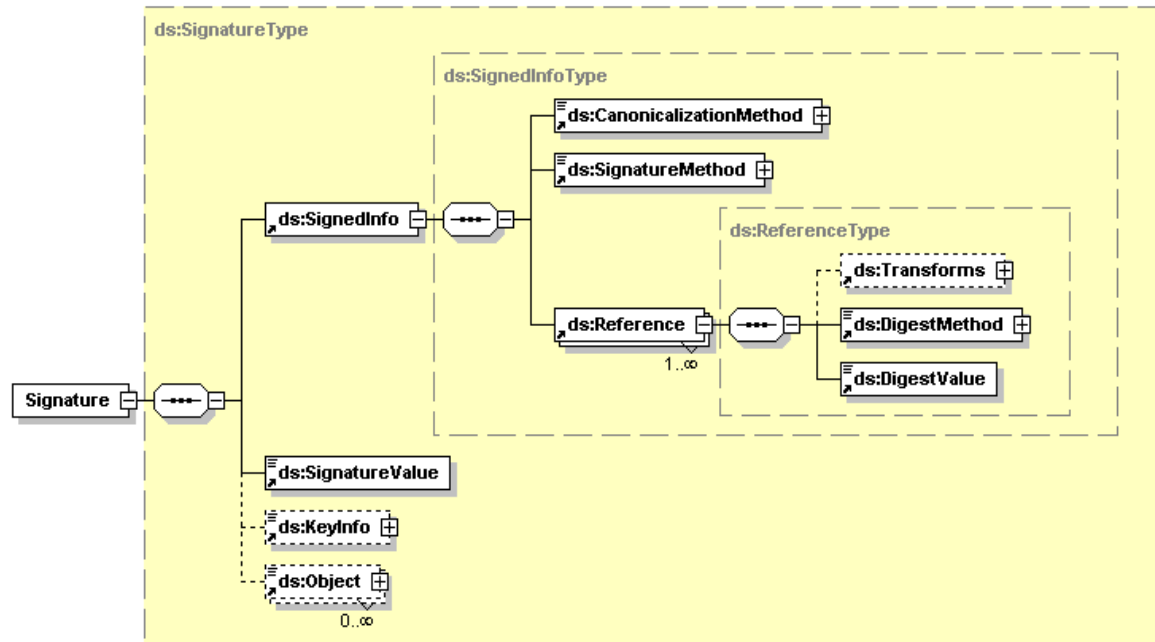 ds:SignatureType
ds:SignedInfoType
ds:CanonicalizationMethod
ds:SignatureMethod
ds:SignedInfo
ds:ReferenceType
ds:Transforms
ds:Reference
1..∞
ds:DigestMethod
ds:DigestValue
Signature
ds:SignatureValue
ds:KeyInfo
ds:Object
0..∞